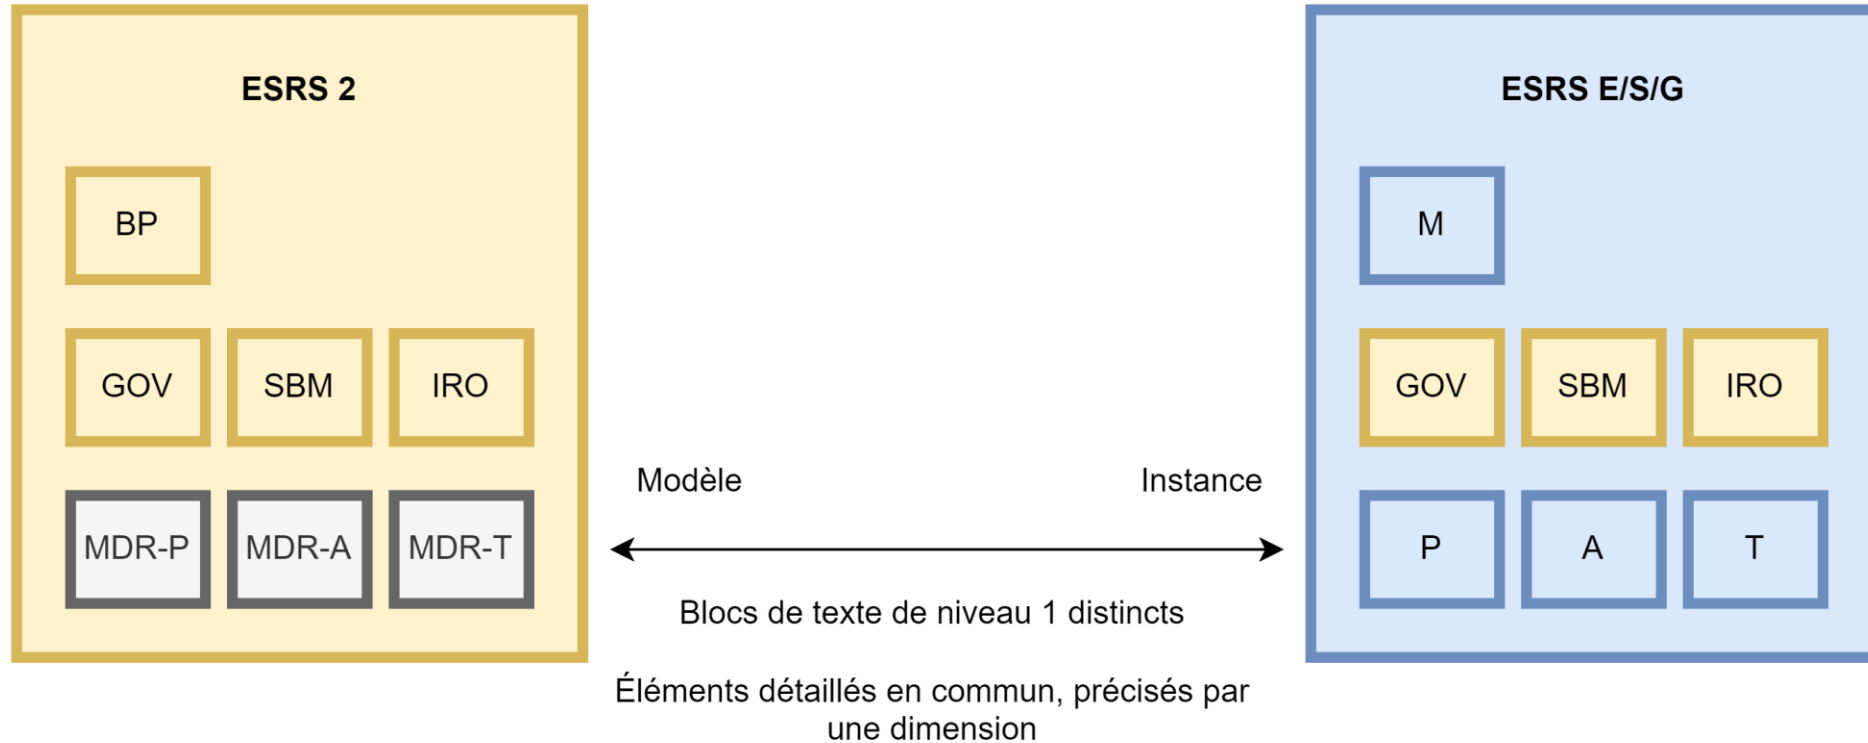 ESRS 2
BP
GOV
SBM
IRO
MDR-P
MDR-A
MDR-T
Modèle
Instance
Blocs de texte de niveau 1 distincts
Éléments détaillés en commun, précisés par
une dimension
ESRS E/S/G
M
GOV
SBM
IRO
P
A
T